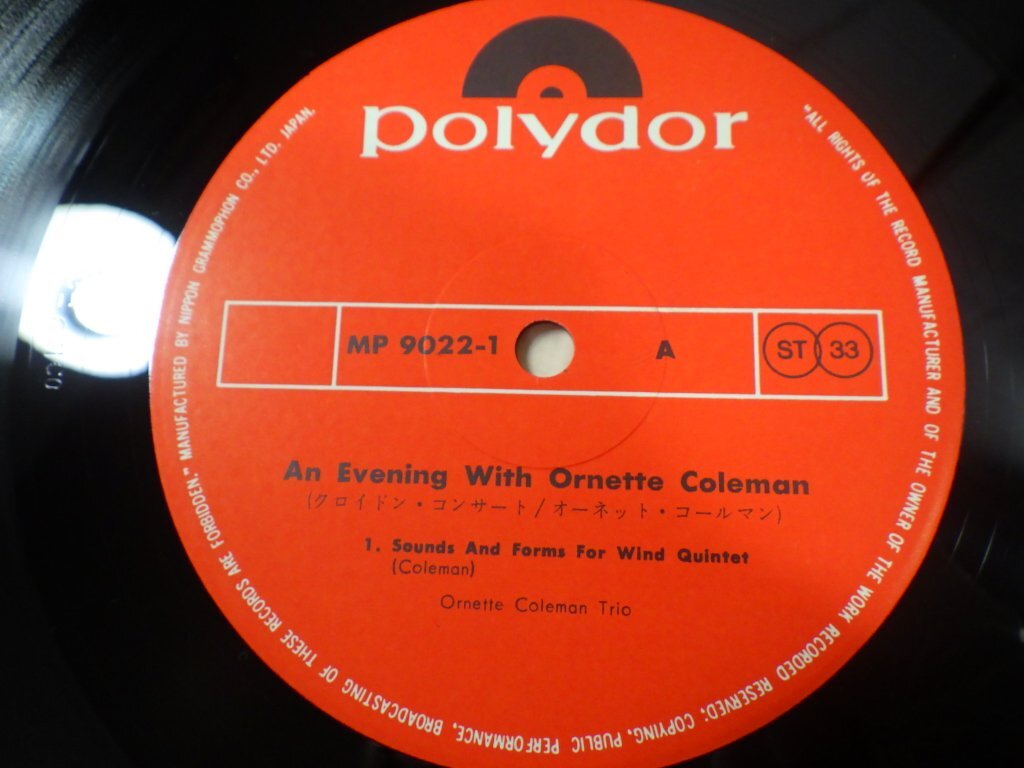 polydor
MP 9022-1
A
ST 33
An Evening With Ornette Coleman
(クロイドン・コンサート/オーネット・コールマン)
1. Sounds And Forms For Wind Quintet
(Coleman)
Ornette Coleman Trio
"ALL RIGHTS OF THE RECORD MANUFACTURER AND OF THE OWNER OF THE WORK RECORDED RESERVED; COPYING, PUBLIC PERFORMANCE, BROADCASTING OF THESE RECORDS ARE FORBIDDEN." MANUFACTURED BY NIPPON GRAMMOPHON CO., LTD. JAPAN.